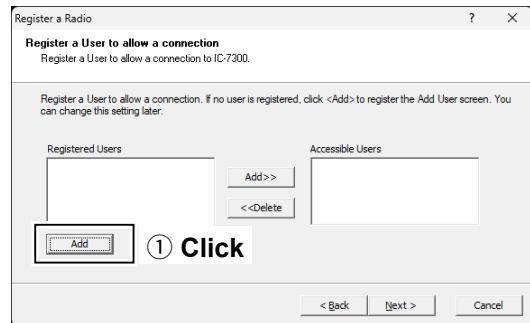 Register a Radio ? X
Register a User to allow a connection
Register a User to allow a connection to IC-7300.
Register a User to allow a connection. If no user is registered, click <Add> to register the Add User screen. You
can change this setting later.
Registered Users Accessible Users
Add>>
<<Delete
Add ① Click
< Back Next > Cancel